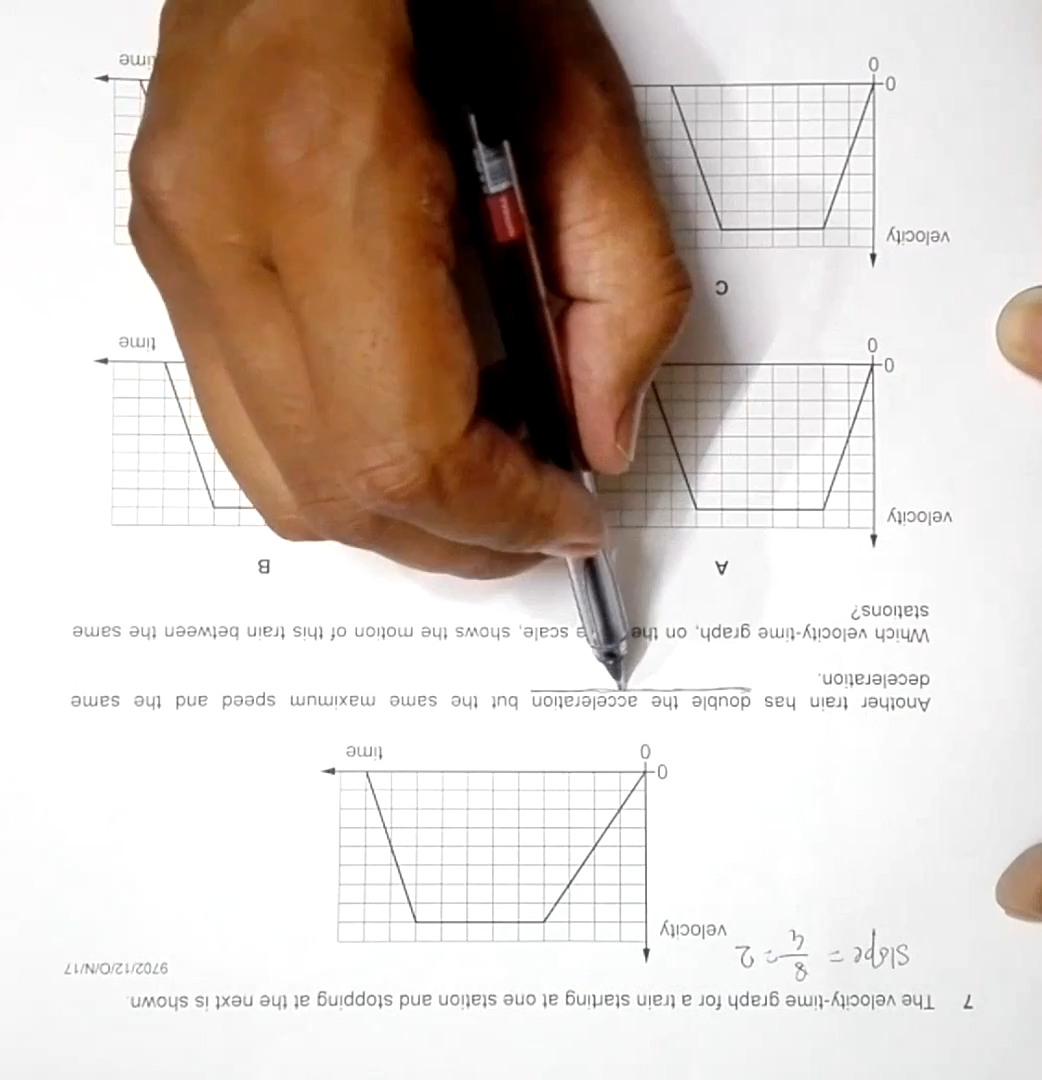 7 The velocity-time graph for a train starting at one station and stopping at the next is shown.
9702/12/O/N/17
slope = 8/4 = 2
velocity
0
0
time
Another train has double the acceleration but the same maximum speed and the same
deceleration.
Which velocity-time graph, on the scale, shows the motion of this train between the same
stations?
A
B
velocity
0
0
time
C
velocity
0
0